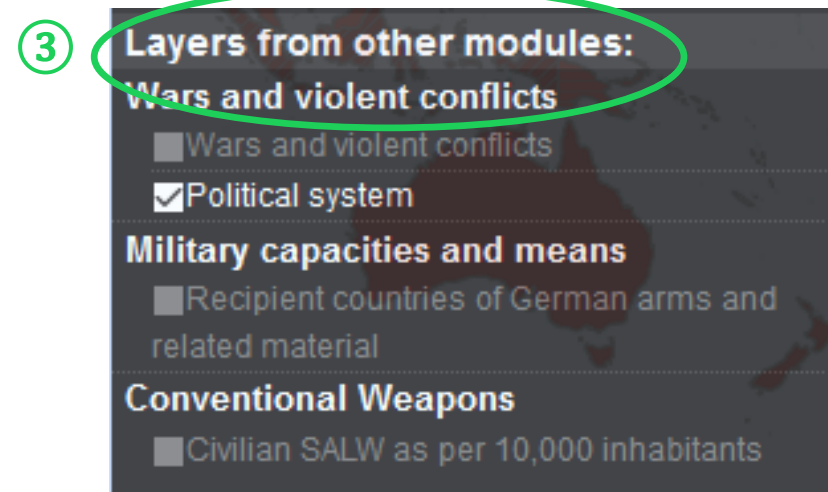 ③
Layers from other modules:
Wars and violent conflicts
Wars and violent conflicts
Political system
Military capacities and means
Recipient countries of German arms and
related material
Conventional Weapons
Civilian SALW as per 10,000 inhabitants